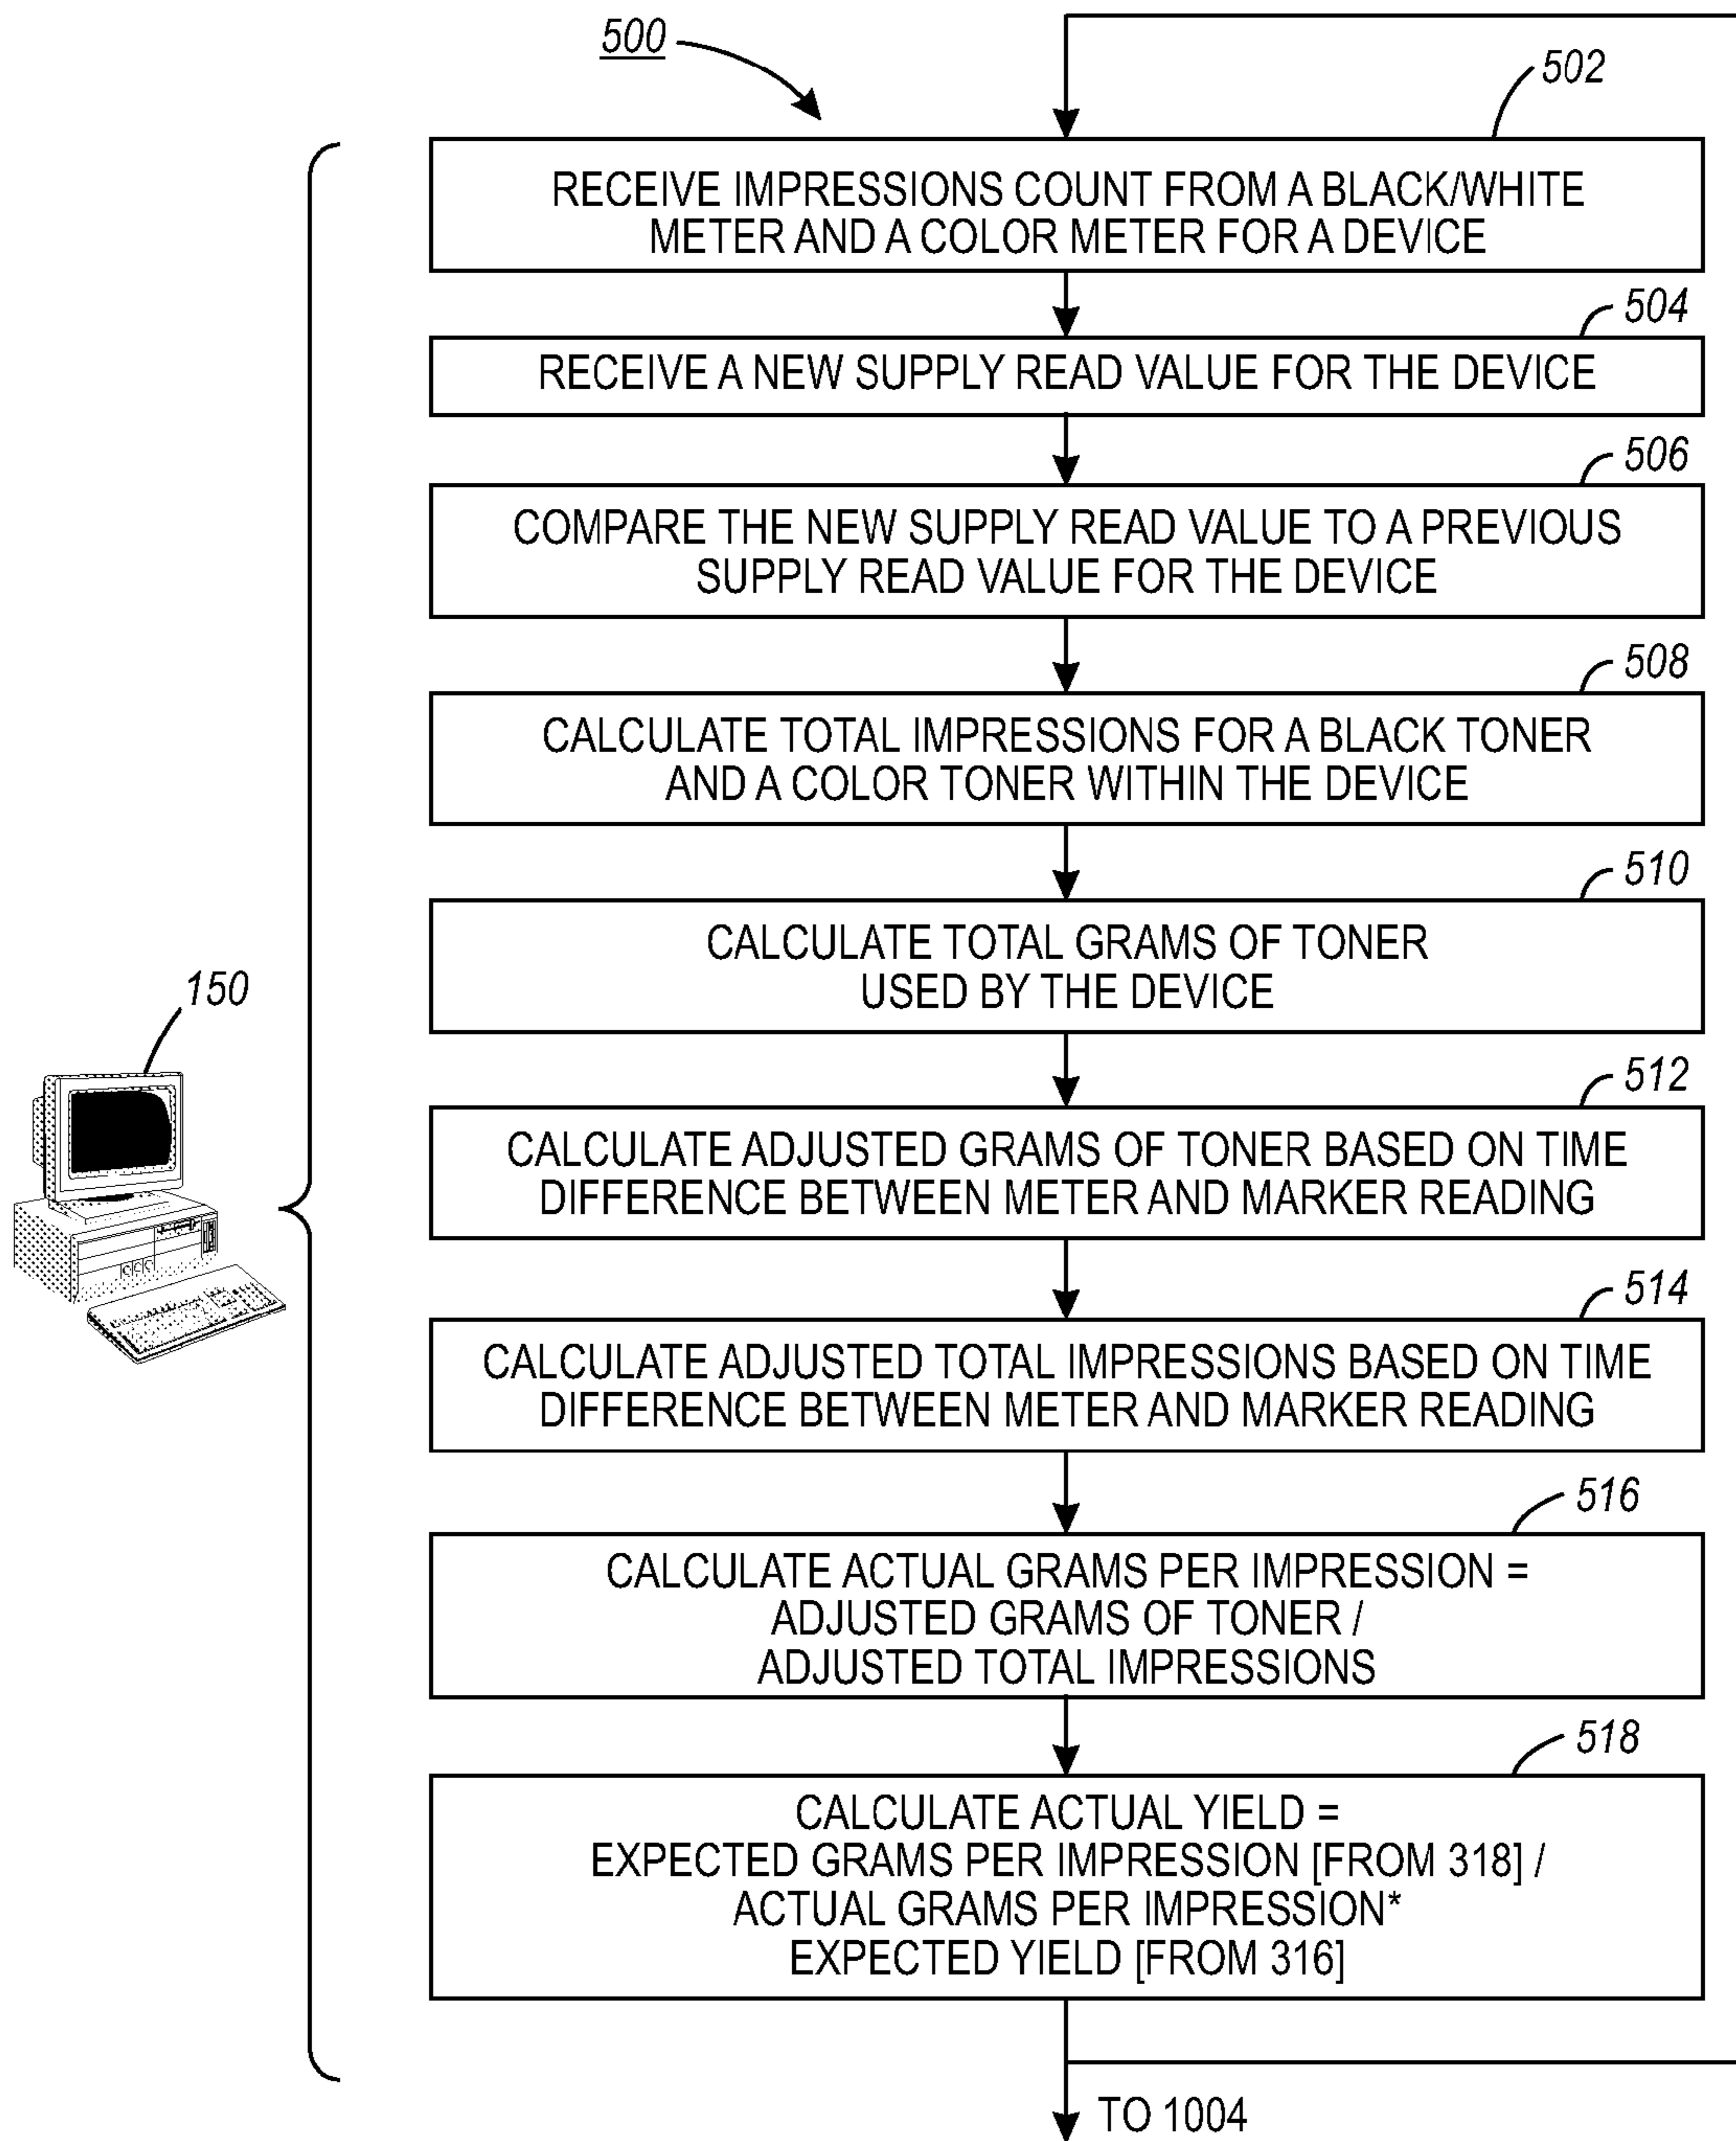 500
502
RECEIVE IMPRESSIONS COUNT FROM A BLACK/WHITE
METER AND A COLOR METER FOR A DEVICE
504
RECEIVE A NEW SUPPLY READ VALUE FOR THE DEVICE
506
COMPARE THE NEW SUPPLY READ VALUE TO A PREVIOUS
SUPPLY READ VALUE FOR THE DEVICE
508
CALCULATE TOTAL IMPRESSIONS FOR A BLACK TONER
AND A COLOR TONER WITHIN THE DEVICE
510
CALCULATE TOTAL GRAMS OF TONER
USED BY THE DEVICE
150
512
CALCULATE ADJUSTED GRAMS OF TONER BASED ON TIME
DIFFERENCE BETWEEN METER AND MARKER READING
514
CALCULATE ADJUSTED TOTAL IMPRESSIONS BASED ON TIME
DIFFERENCE BETWEEN METER AND MARKER READING
516
CALCULATE ACTUAL GRAMS PER IMPRESSION =
ADJUSTED GRAMS OF TONER /
ADJUSTED TOTAL IMPRESSIONS
518
CALCULATE ACTUAL YIELD =
EXPECTED GRAMS PER IMPRESSION [FROM 318] /
ACTUAL GRAMS PER IMPRESSION*
EXPECTED YIELD [FROM 316]
TO 1004